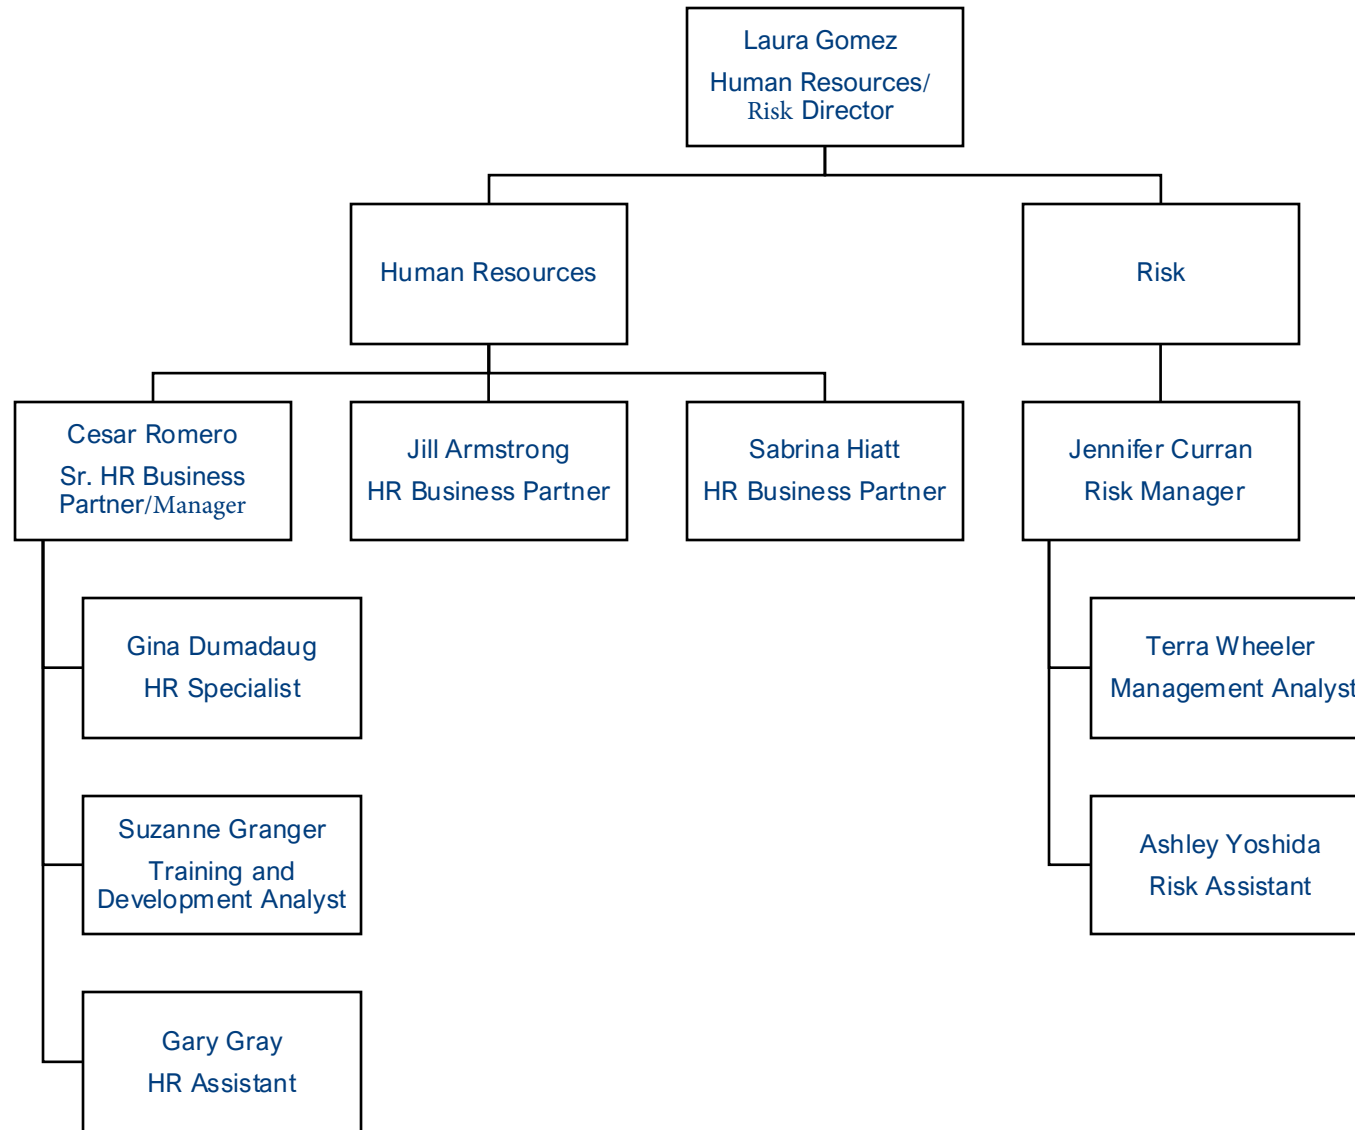 Laura Gomez
Human Resources/
Risk Director
Human Resources
Risk
Cesar Romero
Sr. HR Business
Partner/Manager
Jill Armstrong
HR Business Partner
Sabrina Hiatt
HR Business Partner
Jennifer Curran
Risk Manager
Gina Dumadaug
HR Specialist
Terra Wheeler
Management Analyst
Suzanne Granger
Training and
Development Analyst
Ashley Yoshida
Risk Assistant
Gary Gray
HR Assistant